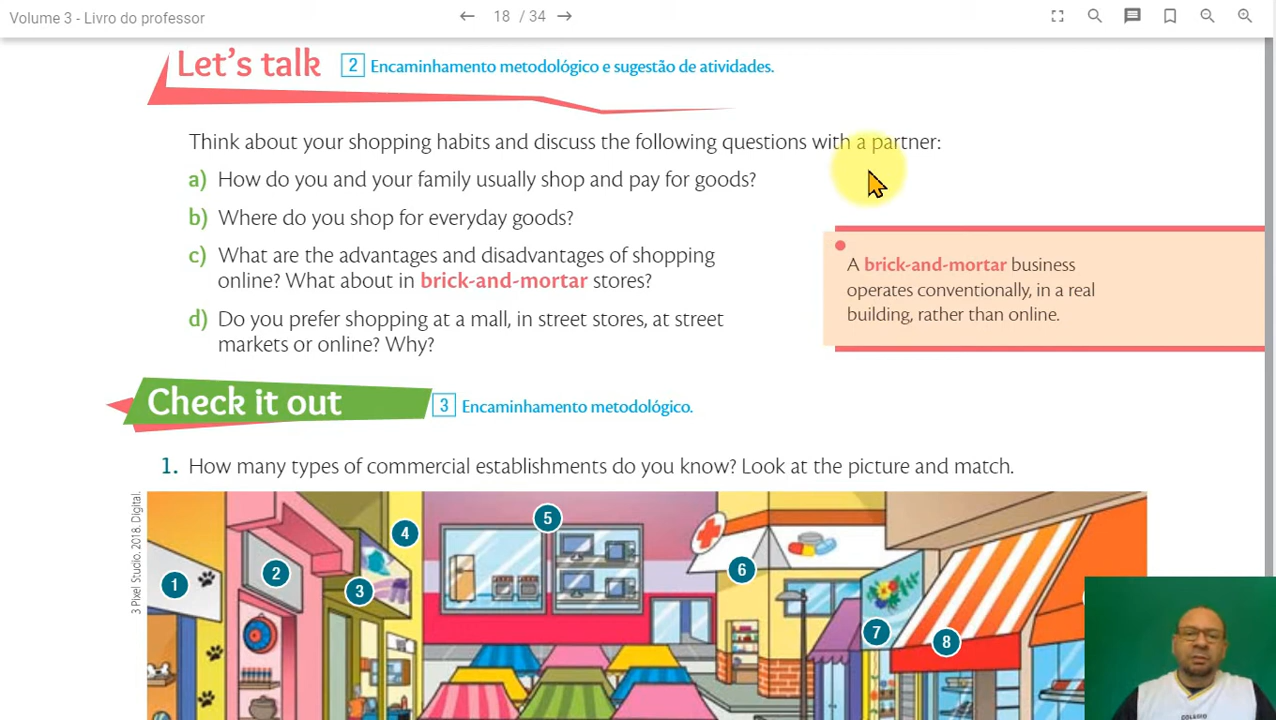 Volume 3 - Livro do professor
18 / 34
Let's talk
2 Encaminhamento metodológico e sugestão de atividades.
Think about your shopping habits and discuss the following questions with a partner:
a) How do you and your family usually shop and pay for goods?
b) Where do you shop for everyday goods?
c) What are the advantages and disadvantages of shopping
online? What about in brick-and-mortar stores?
d) Do you prefer shopping at a mall, in street stores, at street
markets or online? Why?
A brick-and-mortar business
operates conventionally, in a real
building, rather than online.
Check it out
3 Encaminhamento metodológico.
1. How many types of commercial establishments do you know? Look at the picture and match.
3 Pixel Studio. 2018. Digital.
1
2
3
4
5
6
7
8
COLÉGIO